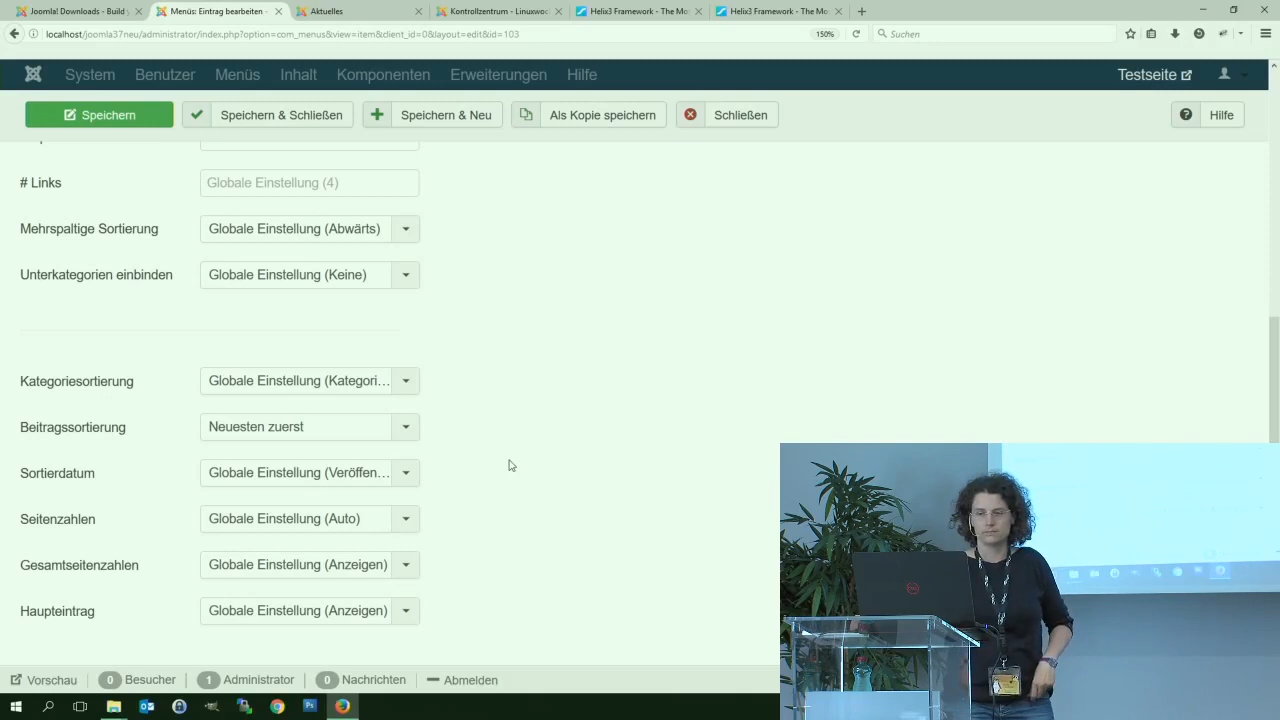 Joomla! Downloads - Build
Menüs: Eintrag bearbeiten -
Aktuelles
Kontrollzentrum - Linuxwoc
Helix3 Framework - The Mo
Helix3 Framework - The Mo
localhost/joomla37neu/administrator/index.php?option=com_menus&view=item&client_id=0&layout=edit&id=103
150%
Suchen
System Benutzer Menüs Inhalt Komponenten Erweiterungen Hilfe
Testseite
Speichern
Speichern & Schließen
Speichern & Neu
Als Kopie speichern
Schließen
Hilfe
# Links
Globale Einstellung (4)
Mehrspaltige Sortierung
Globale Einstellung (Abwärts)
Unterkategorien einbinden
Globale Einstellung (Keine)
Kategoriesortierung
Globale Einstellung (Kategori...
Beitragssortierung
Neuesten zuerst
Sortierdatum
Globale Einstellung (Veröffen...
Seitenzahlen
Globale Einstellung (Auto)
Gesamtseitenzahlen
Globale Einstellung (Anzeigen)
Haupteintrag
Globale Einstellung (Anzeigen)
Vorschau
0 Besucher
1 Administrator
0 Nachrichten
Abmelden